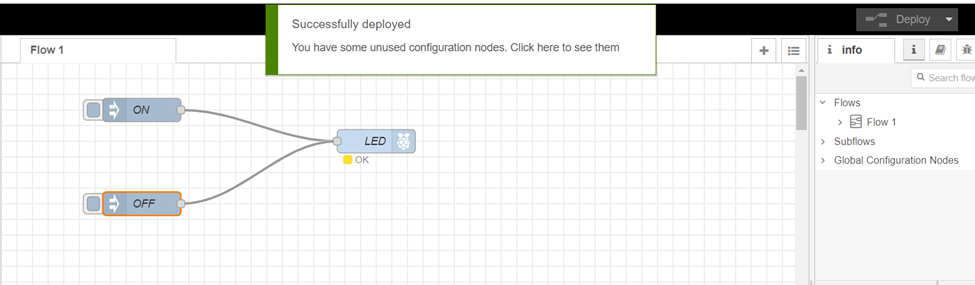 Successfully deployed
You have some unused configuration nodes. Click here to see them
Deploy
Flow 1
info
Search flow
ON
OFF
LED
OK
Flows
Flow 1
Subflows
Global Configuration Nodes